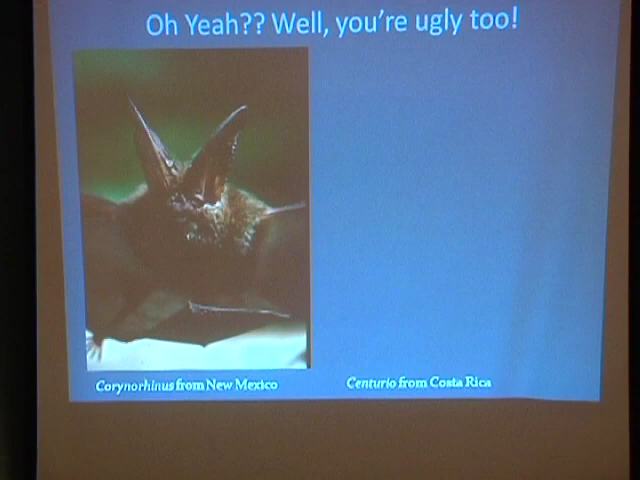 Oh Yeah?? Well, you're ugly too!
Corynorhinus from New Mexico
Centurio from Costa Rica